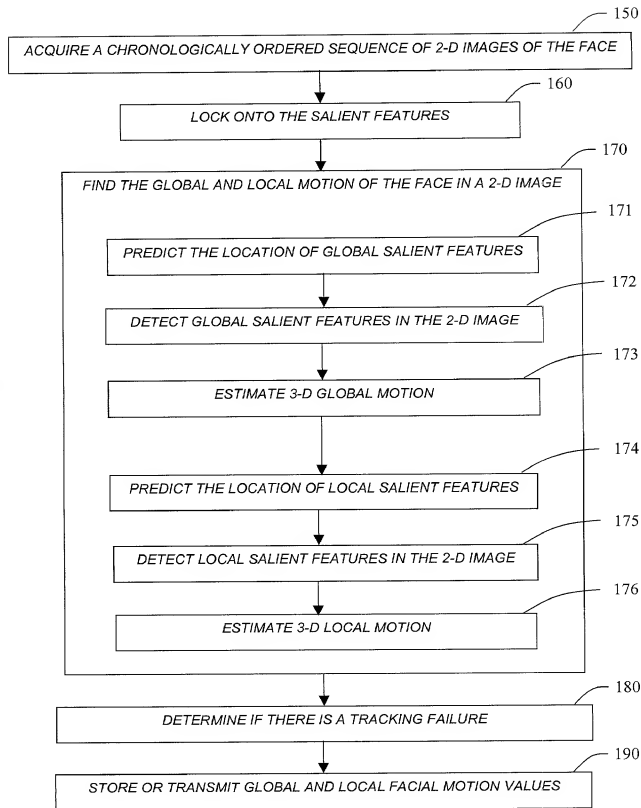 150
ACQUIRE A CHRONOLOGICALLY ORDERED SEQUENCE OF 2-D IMAGES OF THE FACE
160
LOCK ONTO THE SALIENT FEATURES
170
FIND THE GLOBAL AND LOCAL MOTION OF THE FACE IN A 2-D IMAGE
171
PREDICT THE LOCATION OF GLOBAL SALIENT FEATURES
172
DETECT GLOBAL SALIENT FEATURES IN THE 2-D IMAGE
173
ESTIMATE 3-D GLOBAL MOTION
174
PREDICT THE LOCATION OF LOCAL SALIENT FEATURES
175
DETECT LOCAL SALIENT FEATURES IN THE 2-D IMAGE
176
ESTIMATE 3-D LOCAL MOTION
180
DETERMINE IF THERE IS A TRACKING FAILURE
190
STORE OR TRANSMIT GLOBAL AND LOCAL FACIAL MOTION VALUES